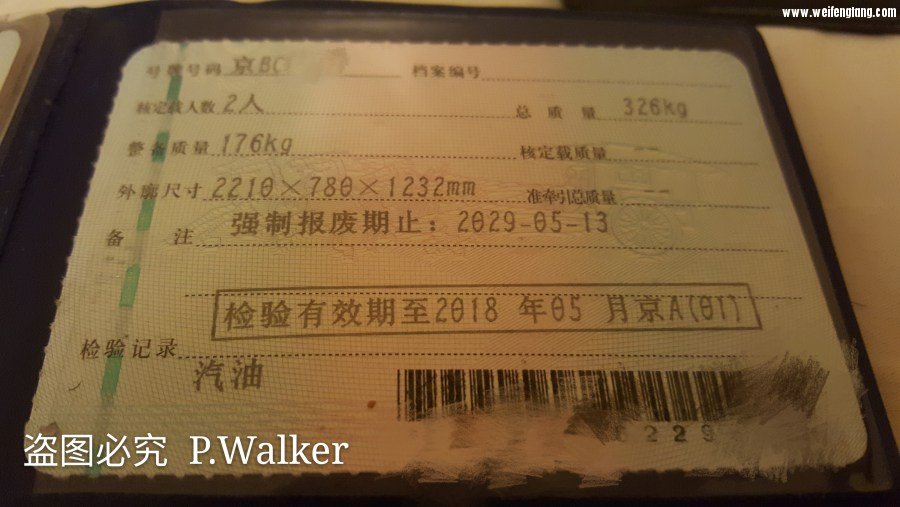 www.weifengtang.com
号牌号码 京BC 档案编号
核定载人数 2人 总质量 326kg
整备质量 176kg 核定载质量 --
外廓尺寸 2210×780×1232mm 准牵引总质量 --
备注 强制报废期止：2029-05-13
检验有效期至2018 年05 月京A(01)
检验记录
汽油
229
盗图必究 P.Walker